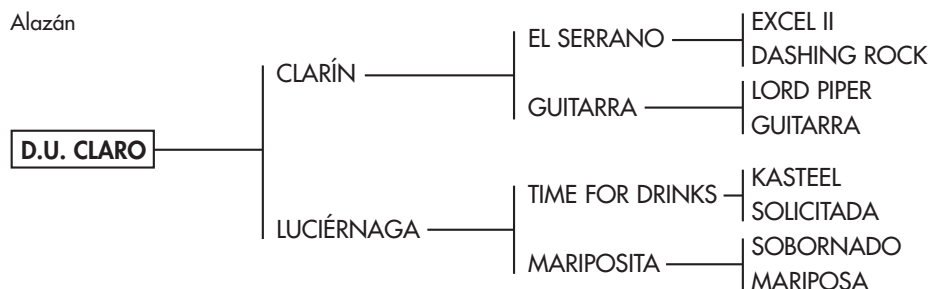 Alazán
D.U. CLARO
CLARÍN
LUCIÉRNAGA
EL SERRANO
GUITARRA
TIME FOR DRINKS
MARIPOSITA
EXCEL II
DASHING ROCK
LORD PIPER
GUITARRA
KASTEEL
SOLICITADA
SOBORNADO
MARIPOSA